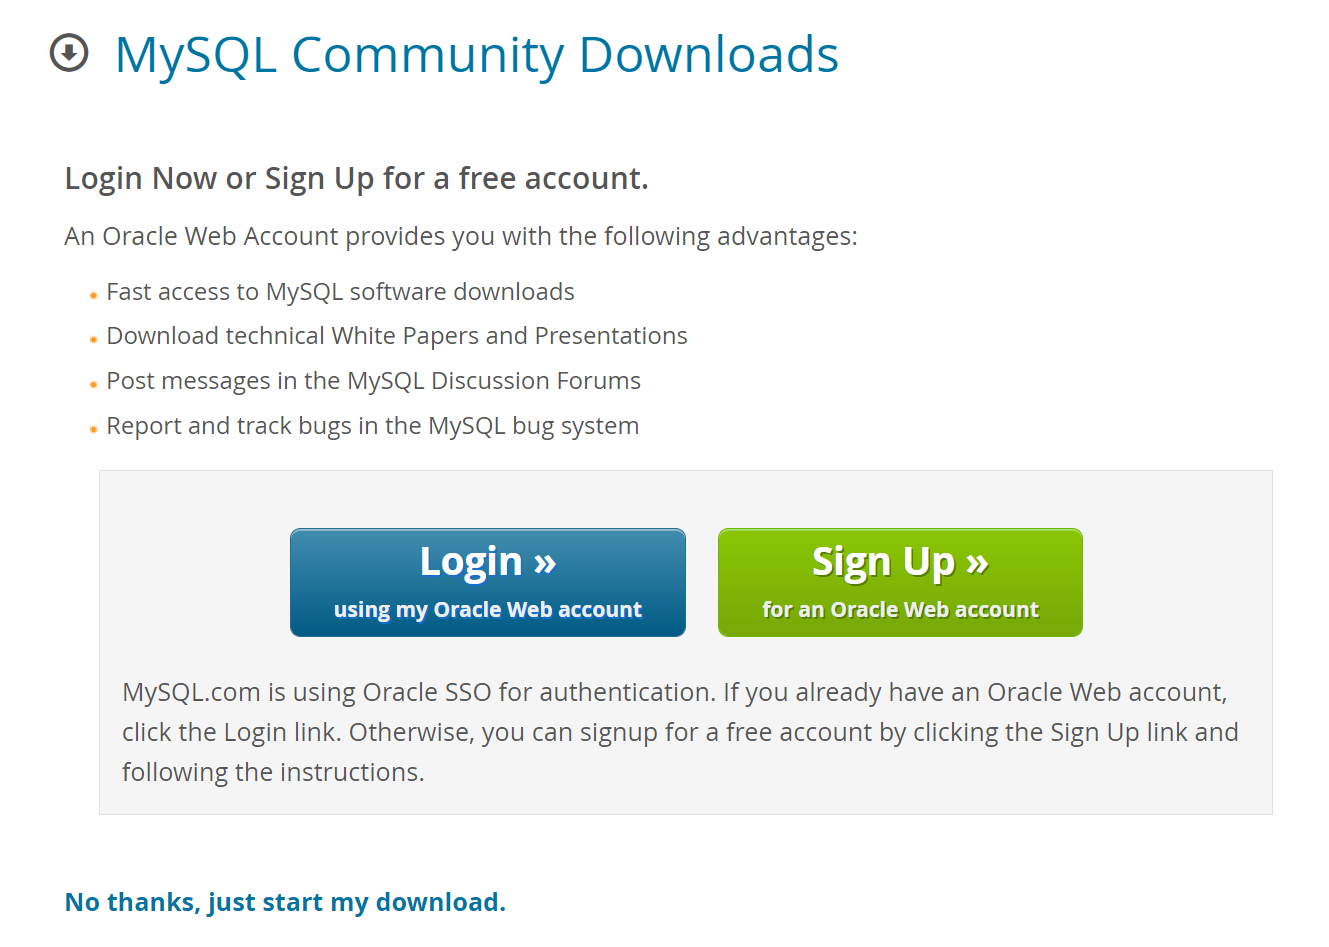 MySQL Community Downloads
Login Now or Sign Up for a free account.
An Oracle Web Account provides you with the following advantages:
Fast access to MySQL software downloads
Download technical White Papers and Presentations
Post messages in the MySQL Discussion Forums
Report and track bugs in the MySQL bug system
Login »
using my Oracle Web account
Sign Up »
for an Oracle Web account
MySQL.com is using Oracle SSO for authentication. If you already have an Oracle Web account,
click the Login link. Otherwise, you can signup for a free account by clicking the Sign Up link and
following the instructions.
No thanks, just start my download.